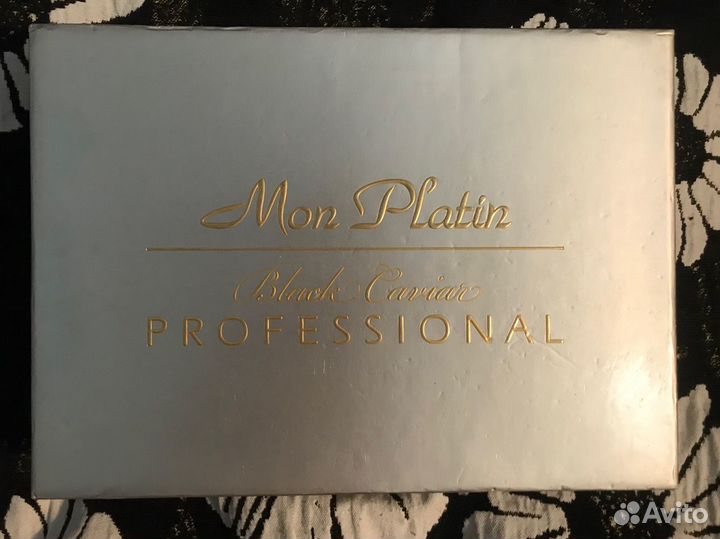 Mon Platin
Black Caviar
PROFESSIONAL
Avito